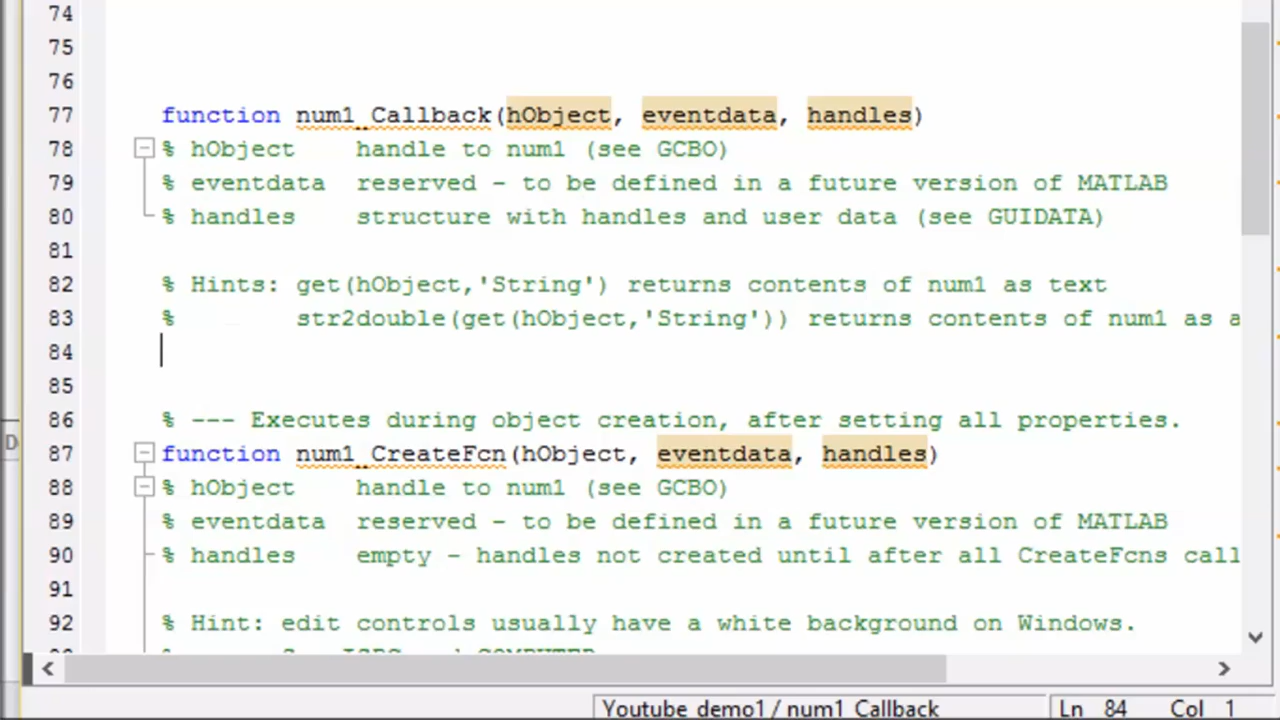 74
75
76
77 function num1_Callback(hObject, eventdata, handles)
78 % hObject    handle to num1 (see GCBO)
79 % eventdata  reserved - to be defined in a future version of MATLAB
80 % handles    structure with handles and user data (see GUIDATA)
81
82 % Hints: get(hObject,'String') returns contents of num1 as text
83 %        str2double(get(hObject,'String')) returns contents of num1 as a
84
85
86 % --- Executes during object creation, after setting all properties.
87 function num1_CreateFcn(hObject, eventdata, handles)
88 % hObject    handle to num1 (see GCBO)
89 % eventdata  reserved - to be defined in a future version of MATLAB
90 % handles    empty - handles not created until after all CreateFcns call
91
92 % Hint: edit controls usually have a white background on Windows.
D
Youtube_demo1 / num1_Callback Ln 84 Col 1